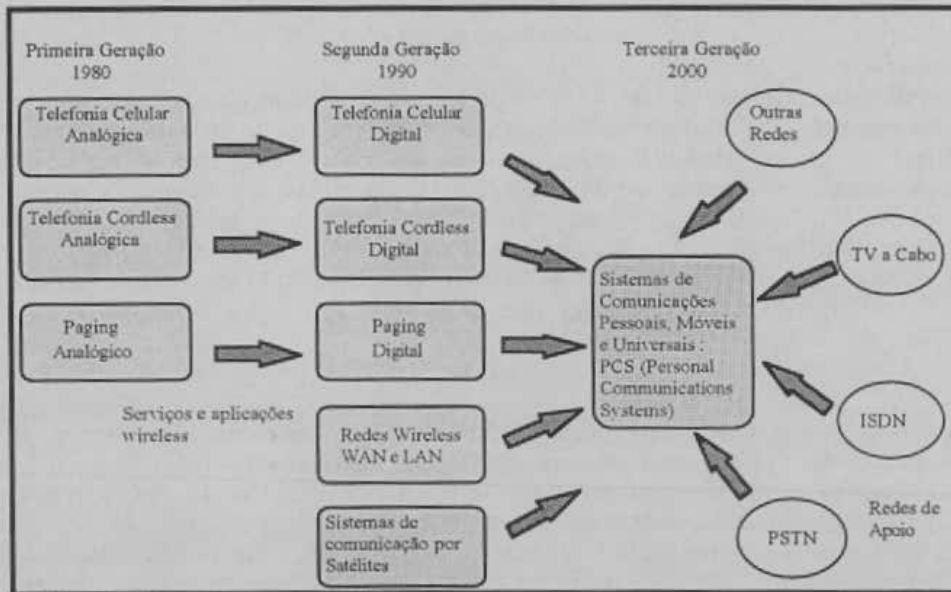 Primeira Geração
1980
Segunda Geração
1990
Terceira Geração
2000
Telefonia Celular
Analógica
Telefonia Celular
Digital
Outras
Redes
Telefonia Cordless
Analógica
Telefonia Cordless
Digital
TV a Cabo
Paging
Analógico
Paging
Digital
Sistemas de
Comunicações
Pessoais, Móveis
e Universais :
PCS (Personal
Communications
Systems)
Serviços e aplicações
wireless
Redes Wireless
WAN e LAN
ISDN
Sistemas de
comunicação por
Satélites
PSTN
Redes de
Apoio